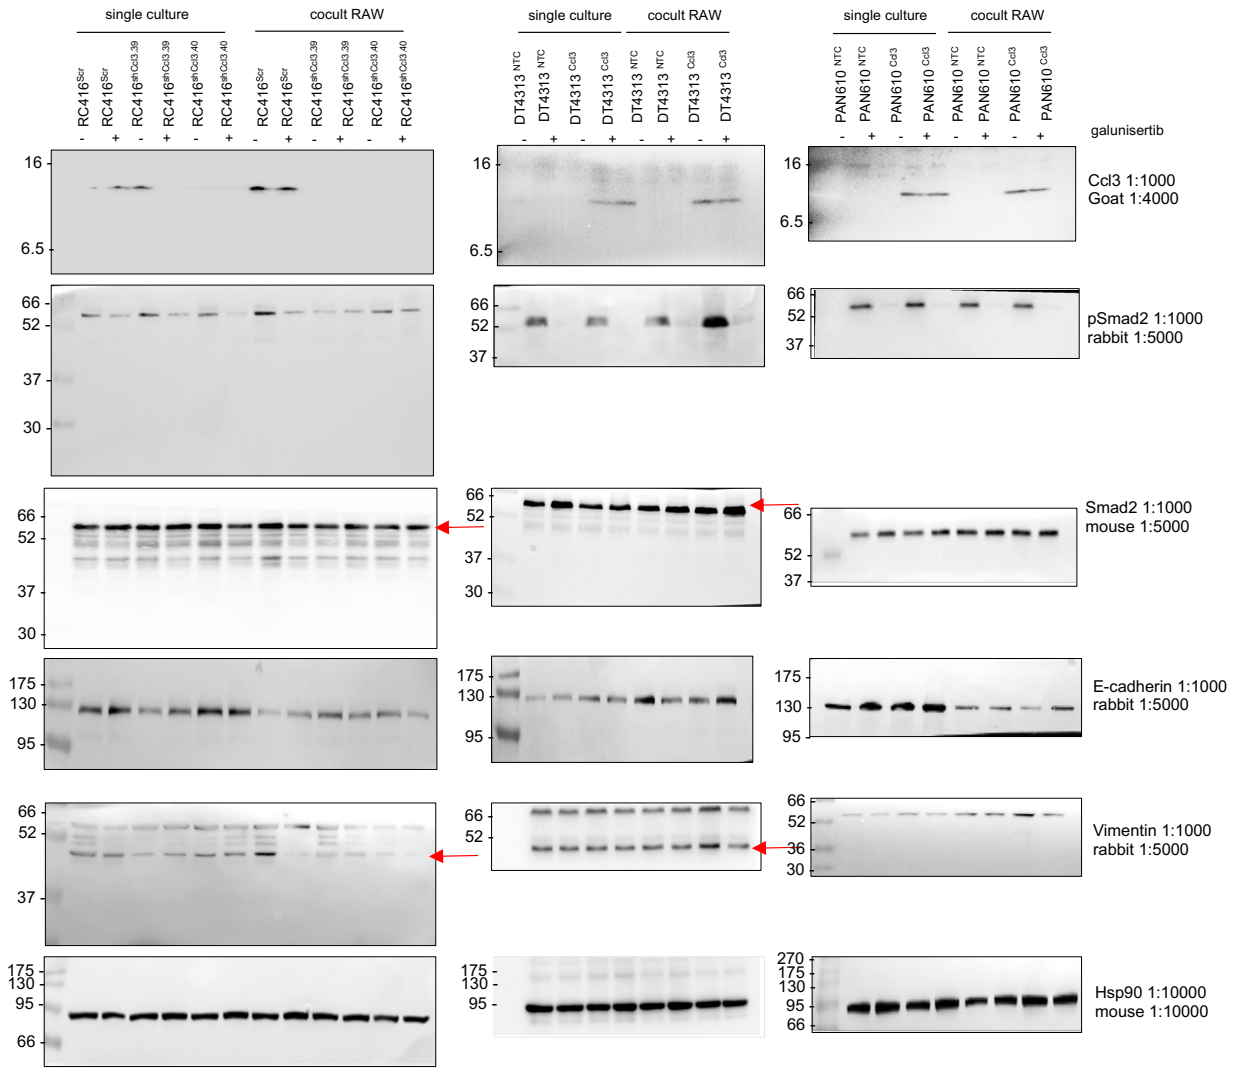 single culture
cocult RAW
single culture
cocult RAW
single culture
cocult RAW
RC416Scr
RC416Scr
RC416shCcl3.39
RC416shCcl3.39
RC416shCcl3.40
RC416shCcl3.40
RC416Scr
RC416Scr
RC416shCcl3.39
RC416shCcl3.39
RC416shCcl3.40
RC416shCcl3.40
DT4313 NTC
DT4313 NTC
DT4313 Ccl3
DT4313 Ccl3
DT4313 NTC
DT4313 NTC
DT4313 Ccl3
DT4313 Ccl3
PAN610 NTC
PAN610 NTC
PAN610 Ccl3
PAN610 Ccl3
PAN610 NTC
PAN610 NTC
PAN610 Ccl3
PAN610 Ccl3
- + - + - + - + - + - +
- + - + - + - +
- + - + - + - +
galunisertib
16
6.5
16
6.5
16
6.5
Ccl3 1:1000
Goat 1:4000
66
52
37
30
66
52
37
66
52
37
pSmad2 1:1000
rabbit 1:5000
66
52
37
30
66
52
37
30
66
52
37
Smad2 1:1000
mouse 1:5000
175
130
95
175
130
95
175
130
95
E-cadherin 1:1000
rabbit 1:5000
66
52
37
66
52
66
52
36
30
Vimentin 1:1000
rabbit 1:5000
175
130
95
66
175
130
95
270
175
130
95
66
Hsp90 1:10000
mouse 1:10000